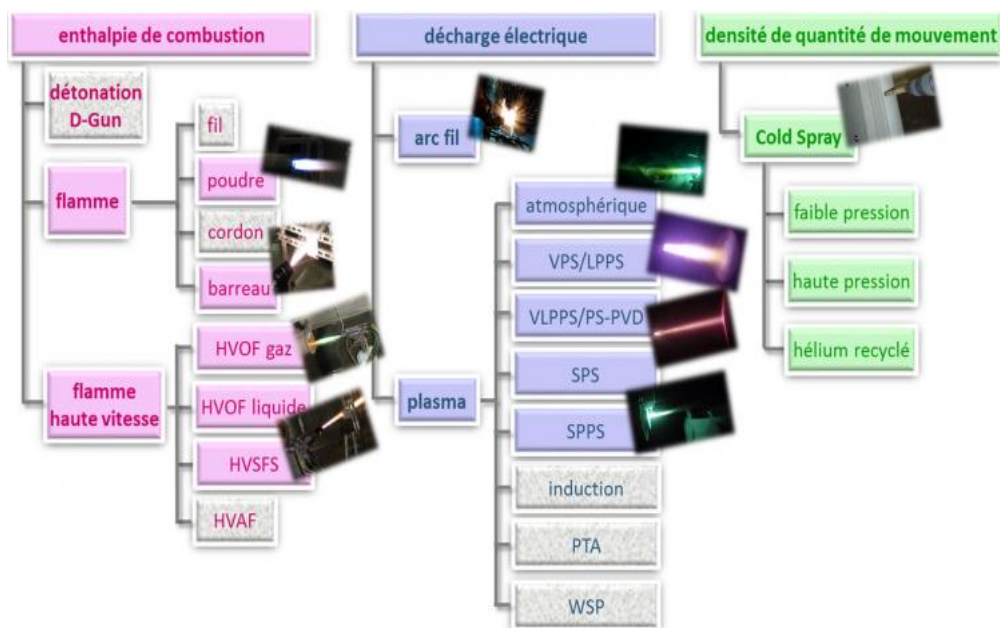 enthalpie de combustion
détonation
D-Gun
flamme
fil
poudre
cordon
barreau
flamme
haute vitesse
HVOF gaz
HVOF liquide
HVSFS
HVAF
décharge électrique
arc fil
plasma
atmosphérique
VPS/LPPS
VLPPS/PS-PVD
SPS
SPPS
induction
PTA
WSP
densité de quantité de mouvement
Cold Spray
faible pression
haute pression
hélium recyclé